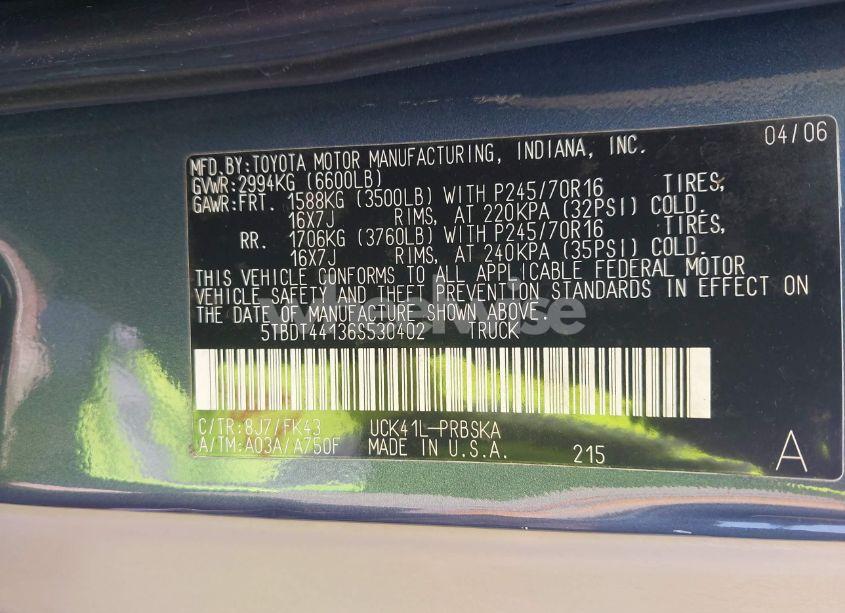 04/06
MFD.BY:TOYOTA MOTOR MANUFACTURING, INDIANA, INC.
GVWR:2994KG (6600LB)
GAWR:FRT. 1588KG (3500LB) WITH P245/70R16 TIRES,
16X7J RIMS, AT 220KPA (32PSI) COLD.
RR. 1706KG (3760LB) WITH P245/70R16 TIRES,
16X7J RIMS, AT 240KPA (35PSI) COLD.
THIS VEHICLE CONFORMS TO ALL APPLICABLE FEDERAL MOTOR
VEHICLE SAFETY AND THEFT PREVENTION STANDARDS IN EFFECT ON
THE DATE OF MANUFACTURE SHOWN ABOVE.
5TBDT44136S530402 TRUCK
C/TR:8J7/FK43 UCK41L-PRBSKA
A/TM:A03A/A750F MADE IN U.S.A. 215 A